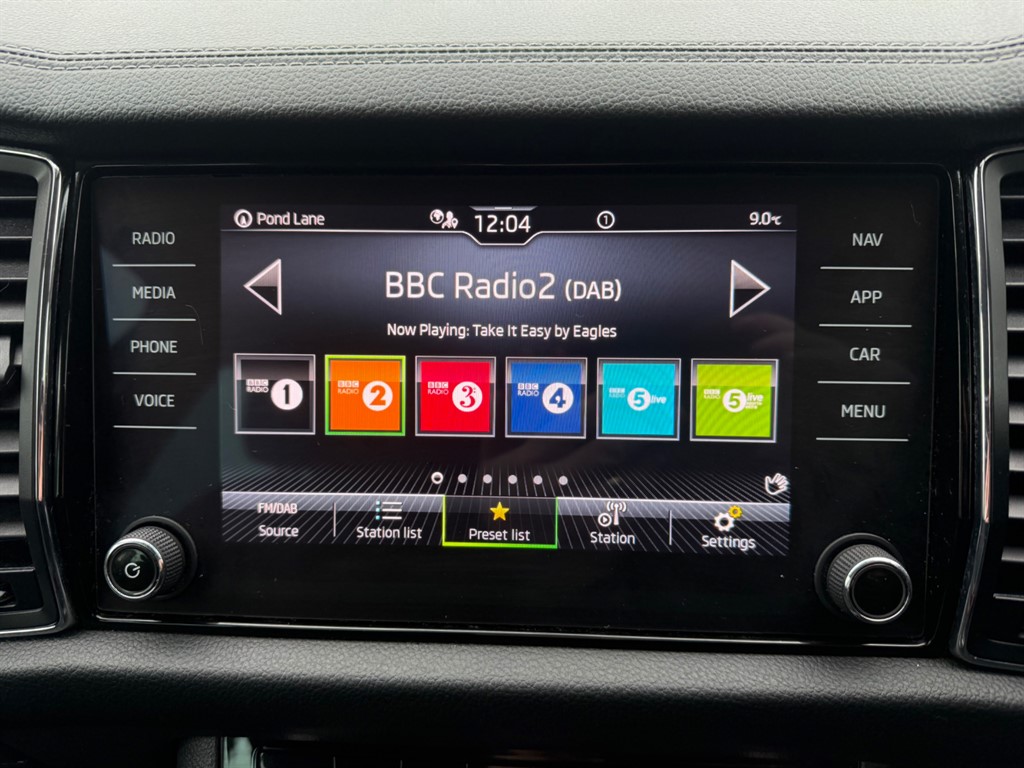 Pond Lane 12:04 1 9.0°C
RADIO
MEDIA
PHONE
VOICE
BBC Radio2 (DAB)
Now Playing: Take It Easy by Eagles
BBC RADIO 1
BBC RADIO 2
BBC RADIO 3
BBC RADIO 4
BBC RADIO 5 live
BBC RADIO 5 live
FM/DAB
Source
Station list
Preset list
Station
Settings
NAV
APP
CAR
MENU